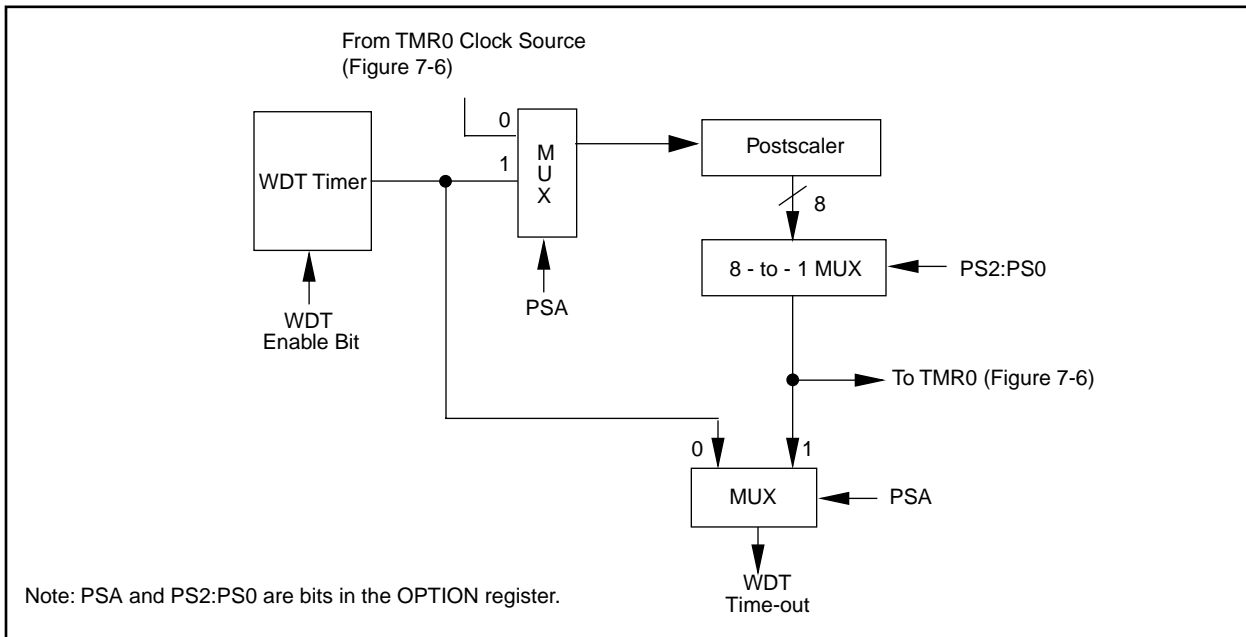 From TMR0 Clock Source
(Figure 7-6)
0
1
M
U
X
WDT Timer
Postscaler
8
8 - to - 1 MUX
PS2:PS0
PSA
WDT
Enable Bit
To TMR0 (Figure 7-6)
0
1
MUX
PSA
WDT
Time-out
Note: PSA and PS2:PS0 are bits in the OPTION register.